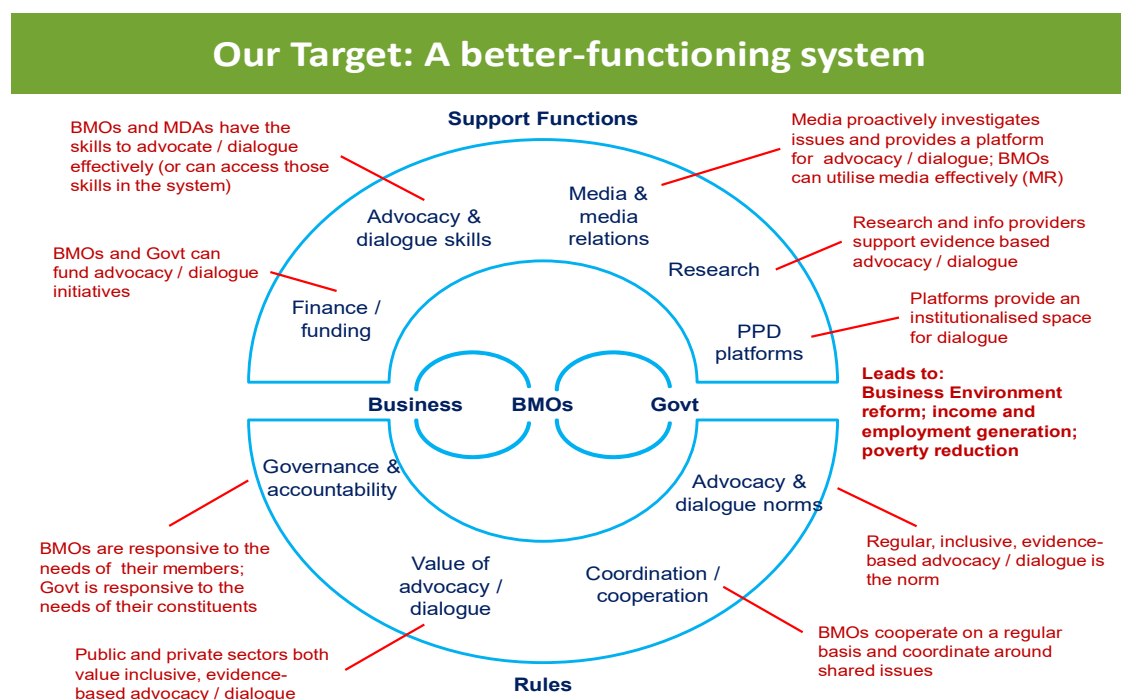 Our Target: A better-functioning system
Support Functions
BMOs and MDAs have the
skills to advocate / dialogue
effectively (or can access those
skills in the system)
Media proactively investigates
issues and provides a platform
for advocacy / dialogue; BMOs
can utilise media effectively (MR)
Advocacy &
dialogue skills
Media &
media
relations
BMOs and Govt can
fund advocacy / dialogue
initiatives
Research and info providers
support evidence based
advocacy / dialogue
Finance /
funding
Research
PPD
platforms
Platforms provide an
institutionalised space
for dialogue
Business
BMOs
Govt
Leads to:
Business Environment
reform; income and
employment generation;
poverty reduction
Governance &
accountability
Advocacy &
dialogue norms
BMOs are responsive to the
needs of their members;
Govt is responsive to the
needs of their constituents
Value of
advocacy /
dialogue
Coordination /
cooperation
Regular, inclusive, evidence-
based advocacy / dialogue is
the norm
Public and private sectors both
value inclusive, evidence-
based advocacy / dialogue
BMOs cooperate on a regular
basis and coordinate around
shared issues
Rules